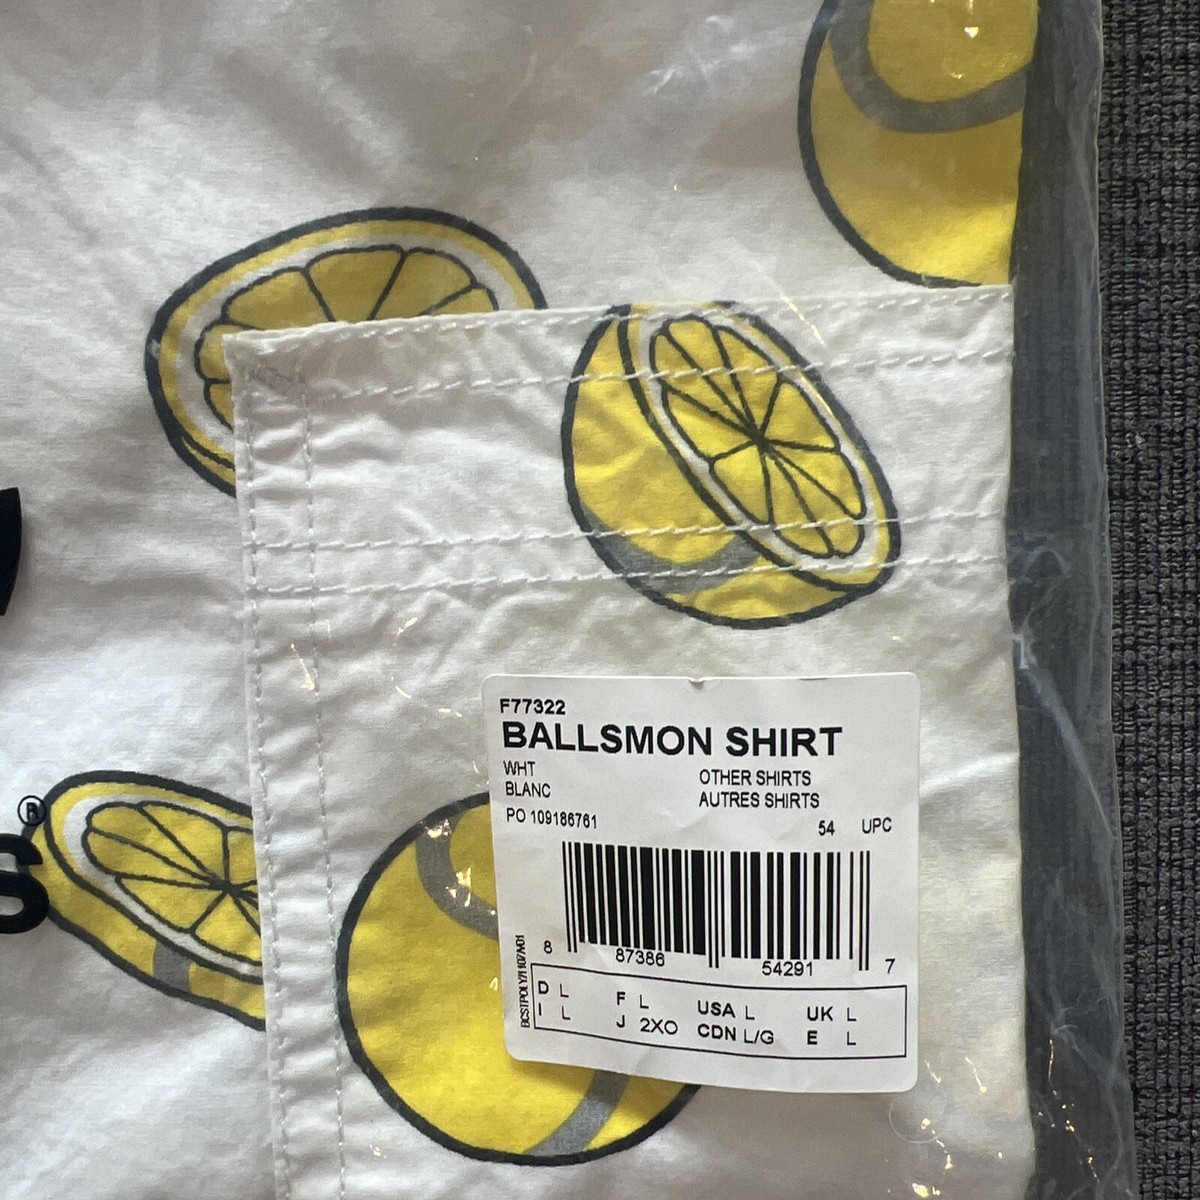 ®
S
F77322
BALLSMON SHIRT
WHT
BLANC
OTHER SHIRTS
AUTRES SHIRTS
PO 109186761
54 UPC
8 87386 54291 7
D L F L USA L UK L
I L J 2XO CDN L/G E L